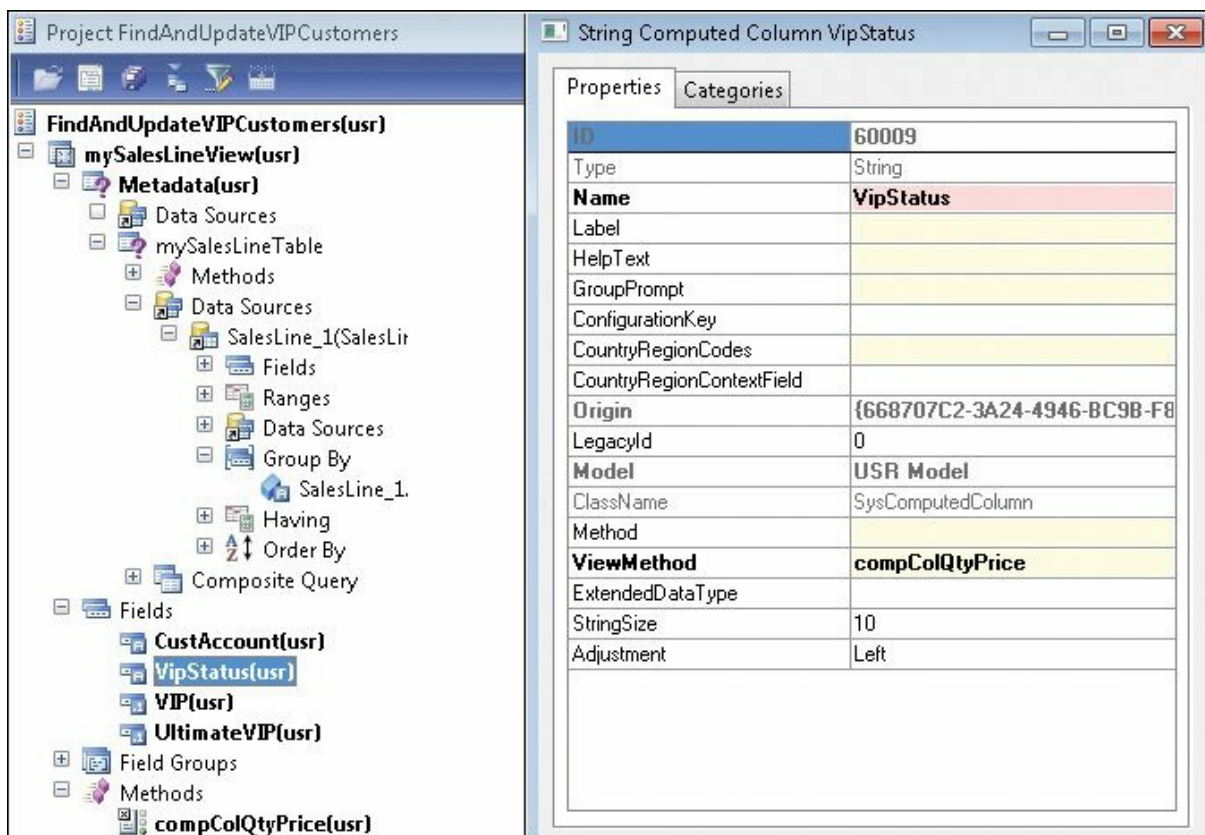 Project FindAndUpdateVIPCustomers
FindAndUpdateVIPCustomers(usr)
mySalesLineView(usr)
Metadata(usr)
Data Sources
mySalesLineTable
Methods
Data Sources
SalesLine_1(SalesLir
Fields
Ranges
Data Sources
Group By
SalesLine_1.
Having
Order By
Composite Query
Fields
CustAccount(usr)
VipStatus(usr)
VIP(usr)
UltimateVIP(usr)
Field Groups
Methods
compColQtyPrice(usr)
String Computed Column VipStatus
Properties Categories
ID 60009
Type String
Name VipStatus
Label
HelpText
GroupPrompt
ConfigurationKey
CountryRegionCodes
CountryRegionContextField
Origin {668707C2-3A24-4946-BC9B-F8
LegacyId 0
Model USR Model
ClassName SysComputedColumn
Method
ViewMethod compColQtyPrice
ExtendedDataType
StringSize 10
Adjustment Left